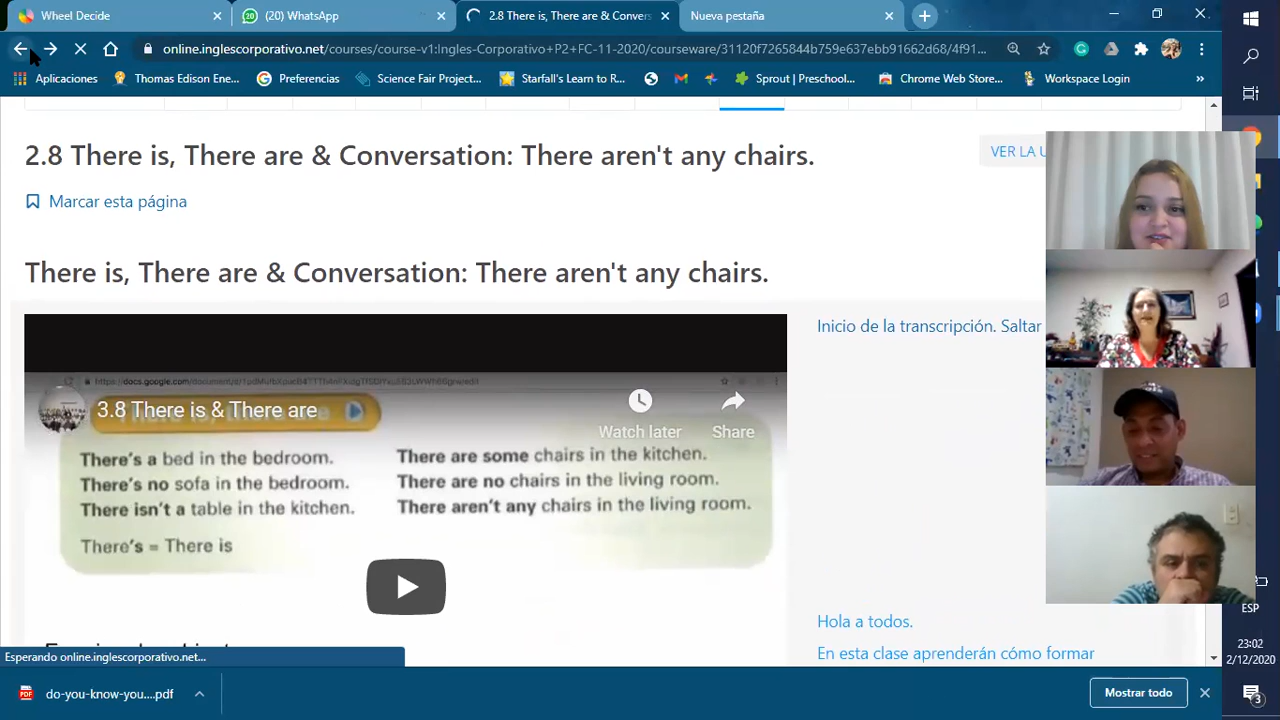 Wheel Decide
(20) WhatsApp
2.8 There is, There are & Convers
Nueva pestaña
online.inglescorporativo.net/courses/course-v1:Ingles-Corporativo+P2+FC-11-2020/courseware/31120f7265844b759e637ebb91662d68/4f91...
Aplicaciones
Thomas Edison Ene...
Preferencias
Science Fair Project...
Starfall's Learn to R...
Sprout | Preschool...
Chrome Web Store...
Workspace Login
»
2.8 There is, There are & Conversation: There aren't any chairs.
VER LA U
Marcar esta página
There is, There are & Conversation: There aren't any chairs.
Inicio de la transcripción. Saltar
3.8 There is & There are
Watch later
Share
There's a bed in the bedroom.
There's no sofa in the bedroom.
There isn't a table in the kitchen.
There's = There is
There are some chairs in the kitchen.
There are no chairs in the living room.
There aren't any chairs in the living room.
Hola a todos.
En esta clase aprenderán cómo formar
Esperando online.inglescorporativo.net...
do-you-know-you....pdf
Mostrar todo
ESP
23:02
2/12/2020
3